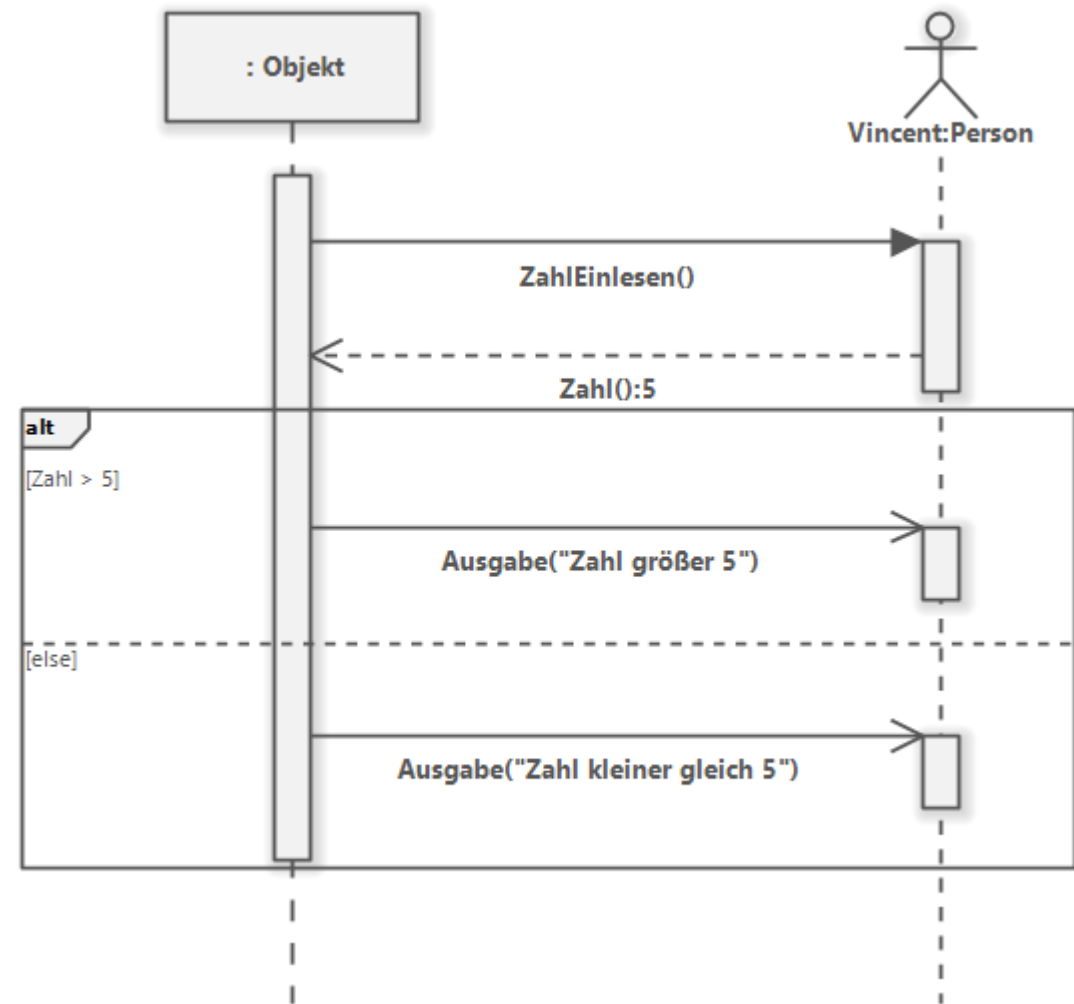 : Objekt
Vincent:Person
ZahlEinlesen()
Zahl():5
alt
[Zahl > 5]
Ausgabe("Zahl größer 5")
[else]
Ausgabe("Zahl kleiner gleich 5")